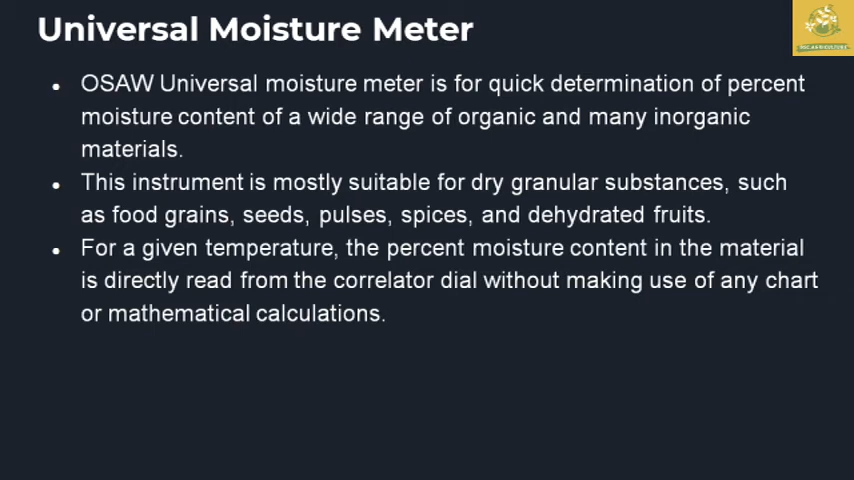 Universal Moisture Meter
● OSAW Universal moisture meter is for quick determination of percent
moisture content of a wide range of organic and many inorganic
materials.
● This instrument is mostly suitable for dry granular substances, such
as food grains, seeds, pulses, spices, and dehydrated fruits.
● For a given temperature, the percent moisture content in the material
is directly read from the correlator dial without making use of any chart
or mathematical calculations.